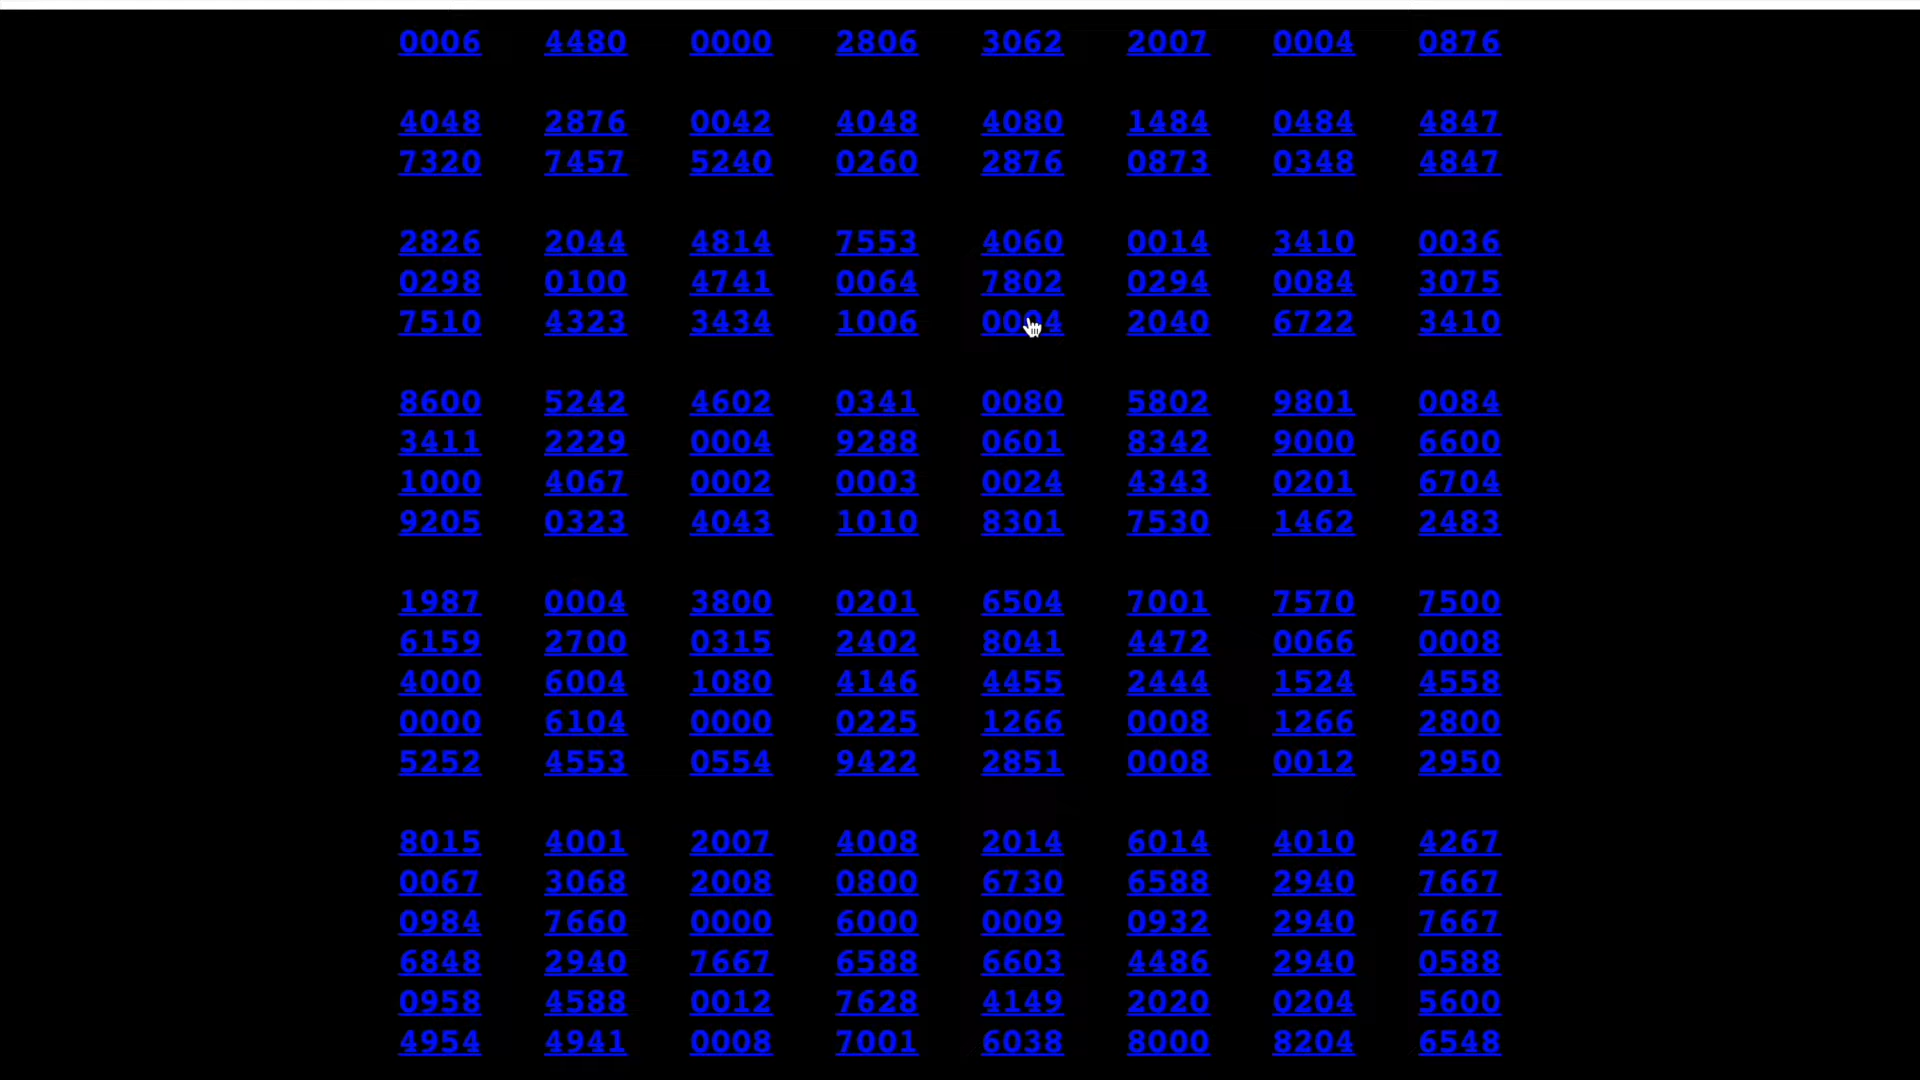 0006 4480 0000 2806 3062 2007 0004 0876
4048 2876 0042 4048 4080 1484 0484 4847
7320 7457 5240 0260 2876 0873 0348 4847
2826 2044 4814 7553 4060 0014 3410 0036
0298 0100 4741 0064 7802 0294 0084 3075
7510 4323 3434 1006 2040 6722 3410
8600 5242 4602 0341 0080 5802 9801 0084
3411 2229 0004 9288 0601 8342 9000 6600
1000 4067 0002 0003 0024 4343 0201 6704
9205 0323 4043 1010 8301 7530 1462 2483
1987 0004 3800 0201 6504 7001 7570 7500
6159 2700 0315 2402 8041 4472 0066 0008
4000 6004 1080 4146 4455 2444 1524 4558
0000 6104 0000 0225 1266 0008 1266 2800
5252 4553 0554 9422 2851 0008 0012 2950
8015 4001 2007 4008 2014 6014 4010 4267
0067 3068 2008 0800 6730 6588 2940 7667
0984 7660 0000 6000 0009 0932 2940 7667
6848 2940 7667 6588 6603 4486 2940 0588
0958 4588 0012 7628 4149 2020 0204 5600
4954 4941 0008 7001 6038 8000 8204 6548